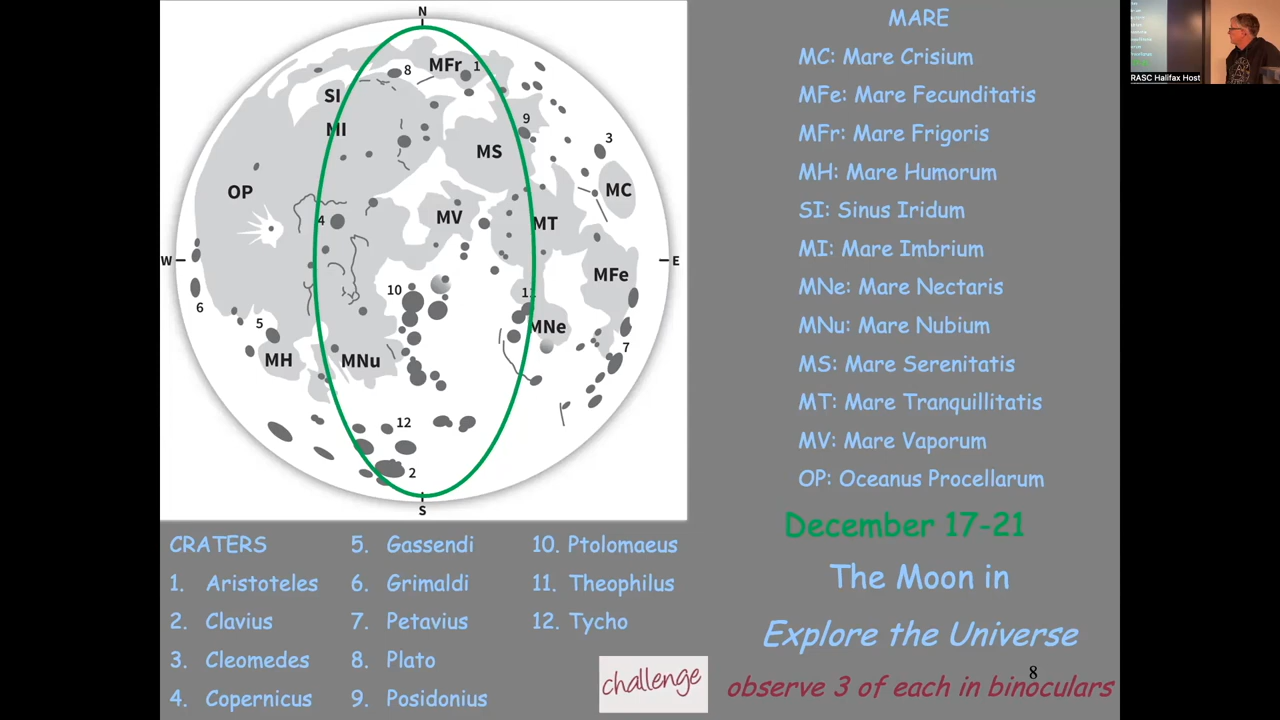 N
MFr
1
8
SI
MI
9
MS
3
OP
MC
4
MV
MT
W
E
MFe
10
11
6
5
MNe
7
MH
MNu
12
2
S
MARE
MC: Mare Crisium
MFe: Mare Fecunditatis
MFr: Mare Frigoris
MH: Mare Humorum
SI: Sinus Iridum
MI: Mare Imbrium
MNe: Mare Nectaris
MNu: Mare Nubium
MS: Mare Serenitatis
MT: Mare Tranquillitatis
MV: Mare Vaporum
OP: Oceanus Procellarum
December 17-21
The Moon in
Explore the Universe
8
observe 3 of each in binoculars
CRATERS
1. Aristoteles
2. Clavius
3. Cleomedes
4. Copernicus
5. Gassendi
6. Grimaldi
7. Petavius
8. Plato
9. Posidonius
10. Ptolomaeus
11. Theophilus
12. Tycho
challenge
RASC Halifax Host